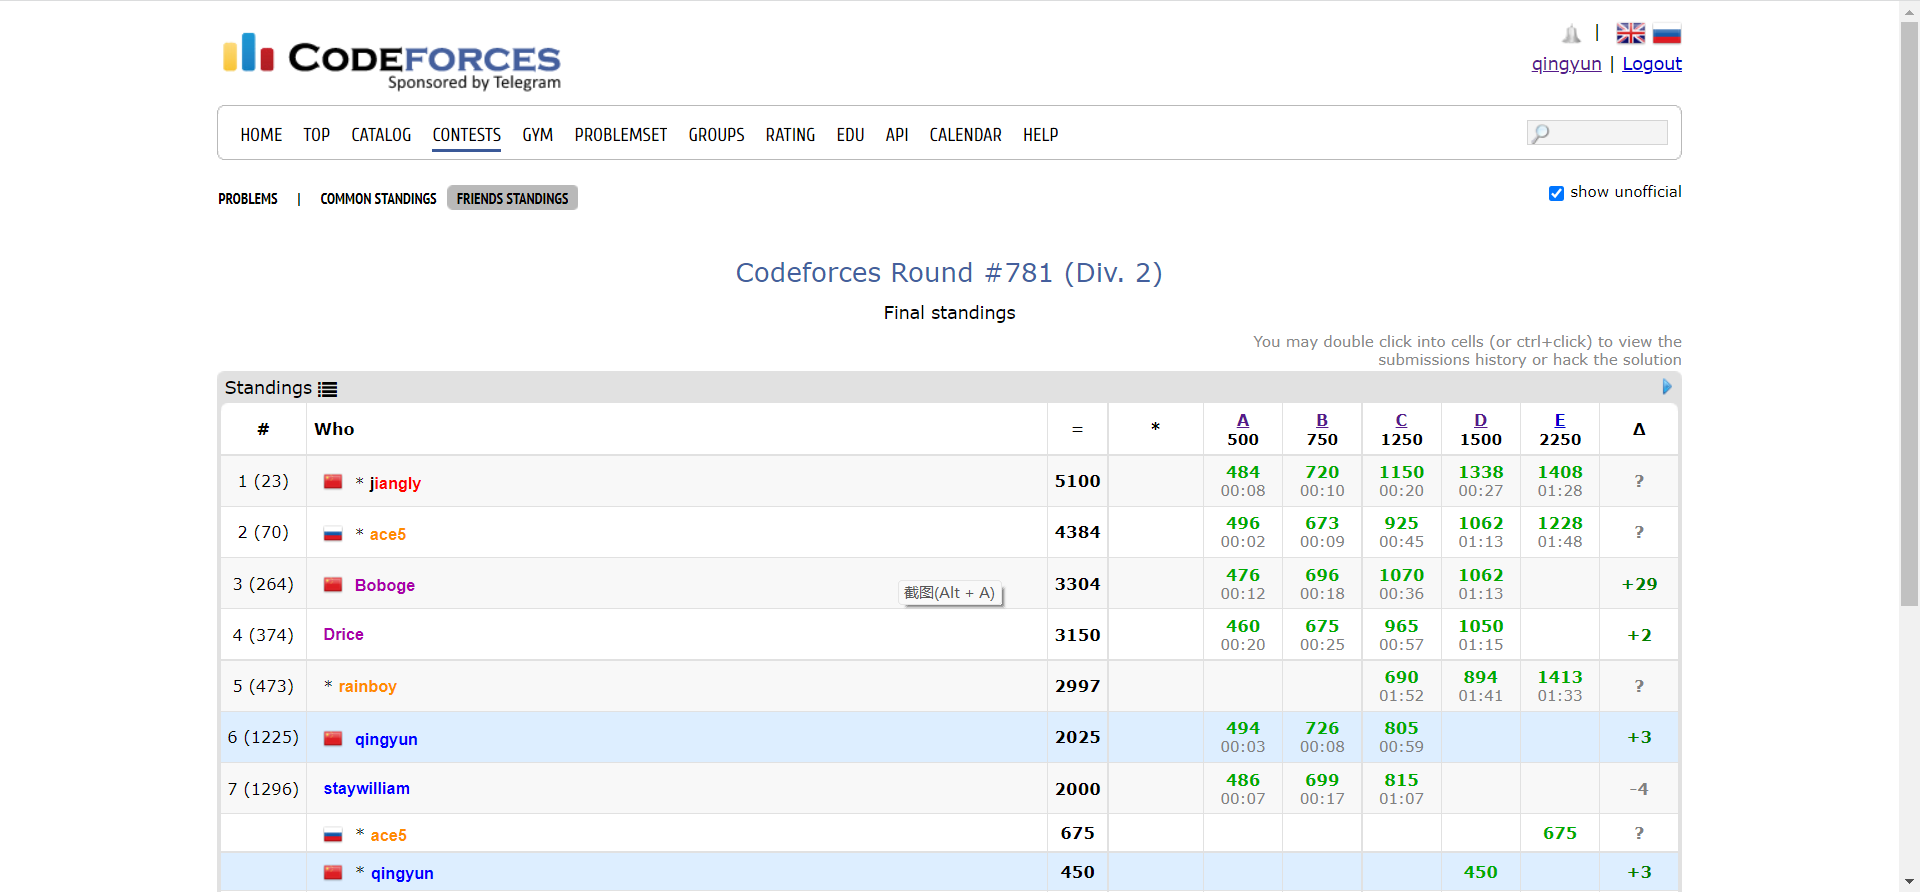 CODEFORCES
Sponsored by Telegram
|
qingyun | Logout
HOME TOP CATALOG CONTESTS GYM PROBLEMSET GROUPS RATING EDU API CALENDAR HELP
PROBLEMS | COMMON STANDINGS FRIENDS STANDINGS
show unofficial
Codeforces Round #781 (Div. 2)
Final standings
You may double click into cells (or ctrl+click) to view the
submissions history or hack the solution
Standings
# Who = * A B C D E Δ
500 750 1250 1500 2250
1 (23) * jiangly 5100 484 720 1150 1338 1408 ?
00:08 00:10 00:20 00:27 01:28
2 (70) * ace5 4384 496 673 925 1062 1228 ?
00:02 00:09 00:45 01:13 01:48
3 (264) Boboge 3304 476 696 1070 1062 +29
00:12 00:18 00:36 01:13
截图(Alt + A)
4 (374) Drice 3150 460 675 965 1050 +2
00:20 00:25 00:57 01:15
5 (473) * rainboy 2997 690 894 1413 ?
01:52 01:41 01:33
6 (1225) qingyun 2025 494 726 805 +3
00:03 00:08 00:59
7 (1296) staywilliam 2000 486 699 815 -4
00:07 00:17 01:07
* ace5 675 675 ?
* qingyun 450 450 +3